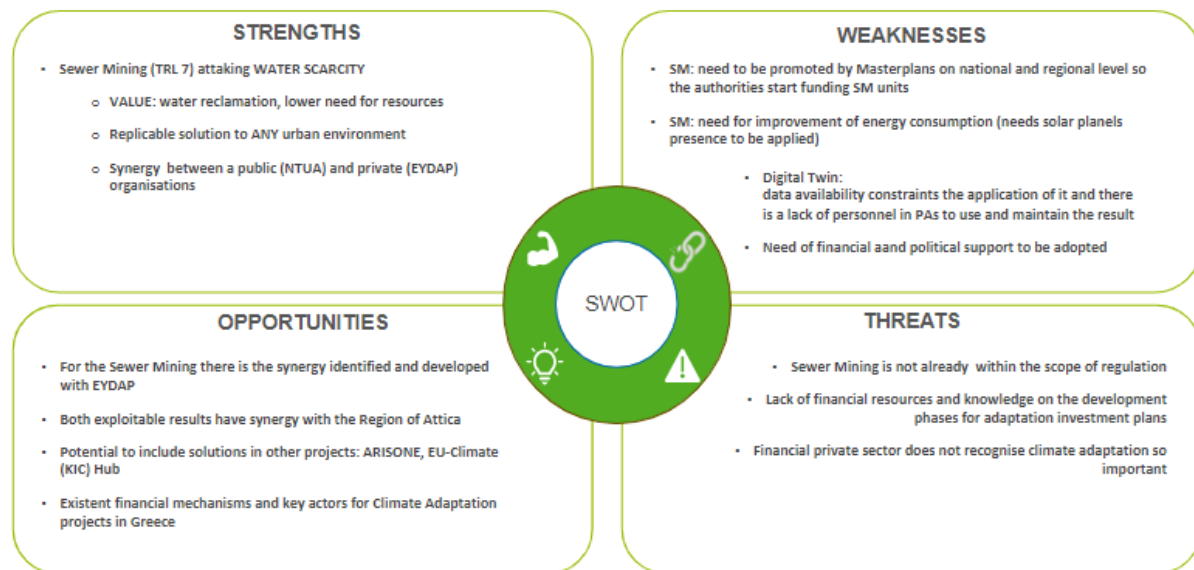 STRENGTHS
▪ Sewer Mining (TRL 7) attaking WATER SCARCITY
o VALUE: water reclamation, lower need for resources
o Replicable solution to ANY urban environment
o Synergy between a public (NTUA) and private (EYDAP)
organisations
WEAKNESSES
▪ SM: need to be promoted by Masterplans on national and regional level so
the authorities start funding SM units
▪ SM: need for improvement of energy consumption (needs solar planels
presence to be applied)
▪ Digital Twin:
data availability constraints the application of it and there
is a lack of personnel in PAs to use and maintain the result
▪ Need of financial aand political support to be adopted
SWOT
OPPORTUNITIES
▪ For the Sewer Mining there is the synergy identified and developed
with EYDAP
▪ Both exploitable results have synergy with the Region of Attica
▪ Potential to include solutions in other projects: ARISONE, EU-Climate
(KIC) Hub
▪ Existent financial mechanisms and key actors for Climate Adaptation
projects in Greece
THREATS
▪ Sewer Mining is not already within the scope of regulation
▪ Lack of financial resources and knowledge on the development
phases for adaptation investment plans
▪ Financial private sector does not recognise climate adaptation so
important